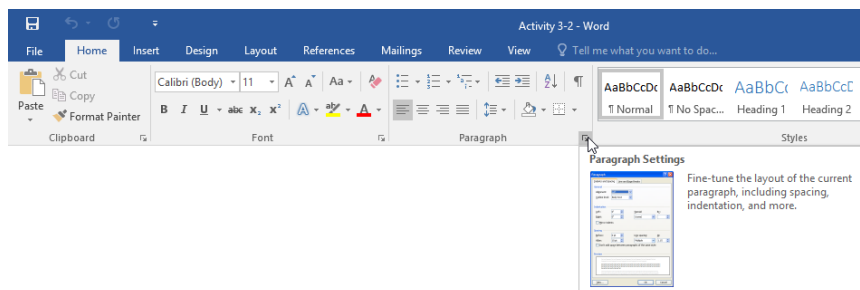 Activity 3-2 - Word
File Home Insert Design Layout References Mailings Review View Tell me what you want to do...
Paste
Cut
Copy
Format Painter
Clipboard
Calibri (Body) 11 A A Aa
B I U abc X₂ X² A aby A
Font
Paragraph
AaBbCcDc AaBbCcDc AaBbCc AaBbCcC
¶ Normal ¶ No Spac... Heading 1 Heading 2
Styles
Paragraph Settings
Fine-tune the layout of the current
paragraph, including spacing,
indentation, and more.